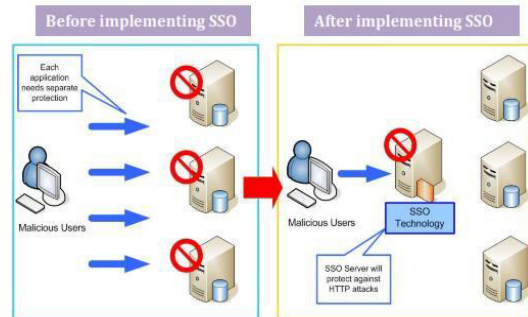 Before implementing SSO
After implementing SSO
Each
application
needs separate
protection
Malicious Users
Malicious Users
SSO
Technology
SSO Server will
protect against
HTTP attacks